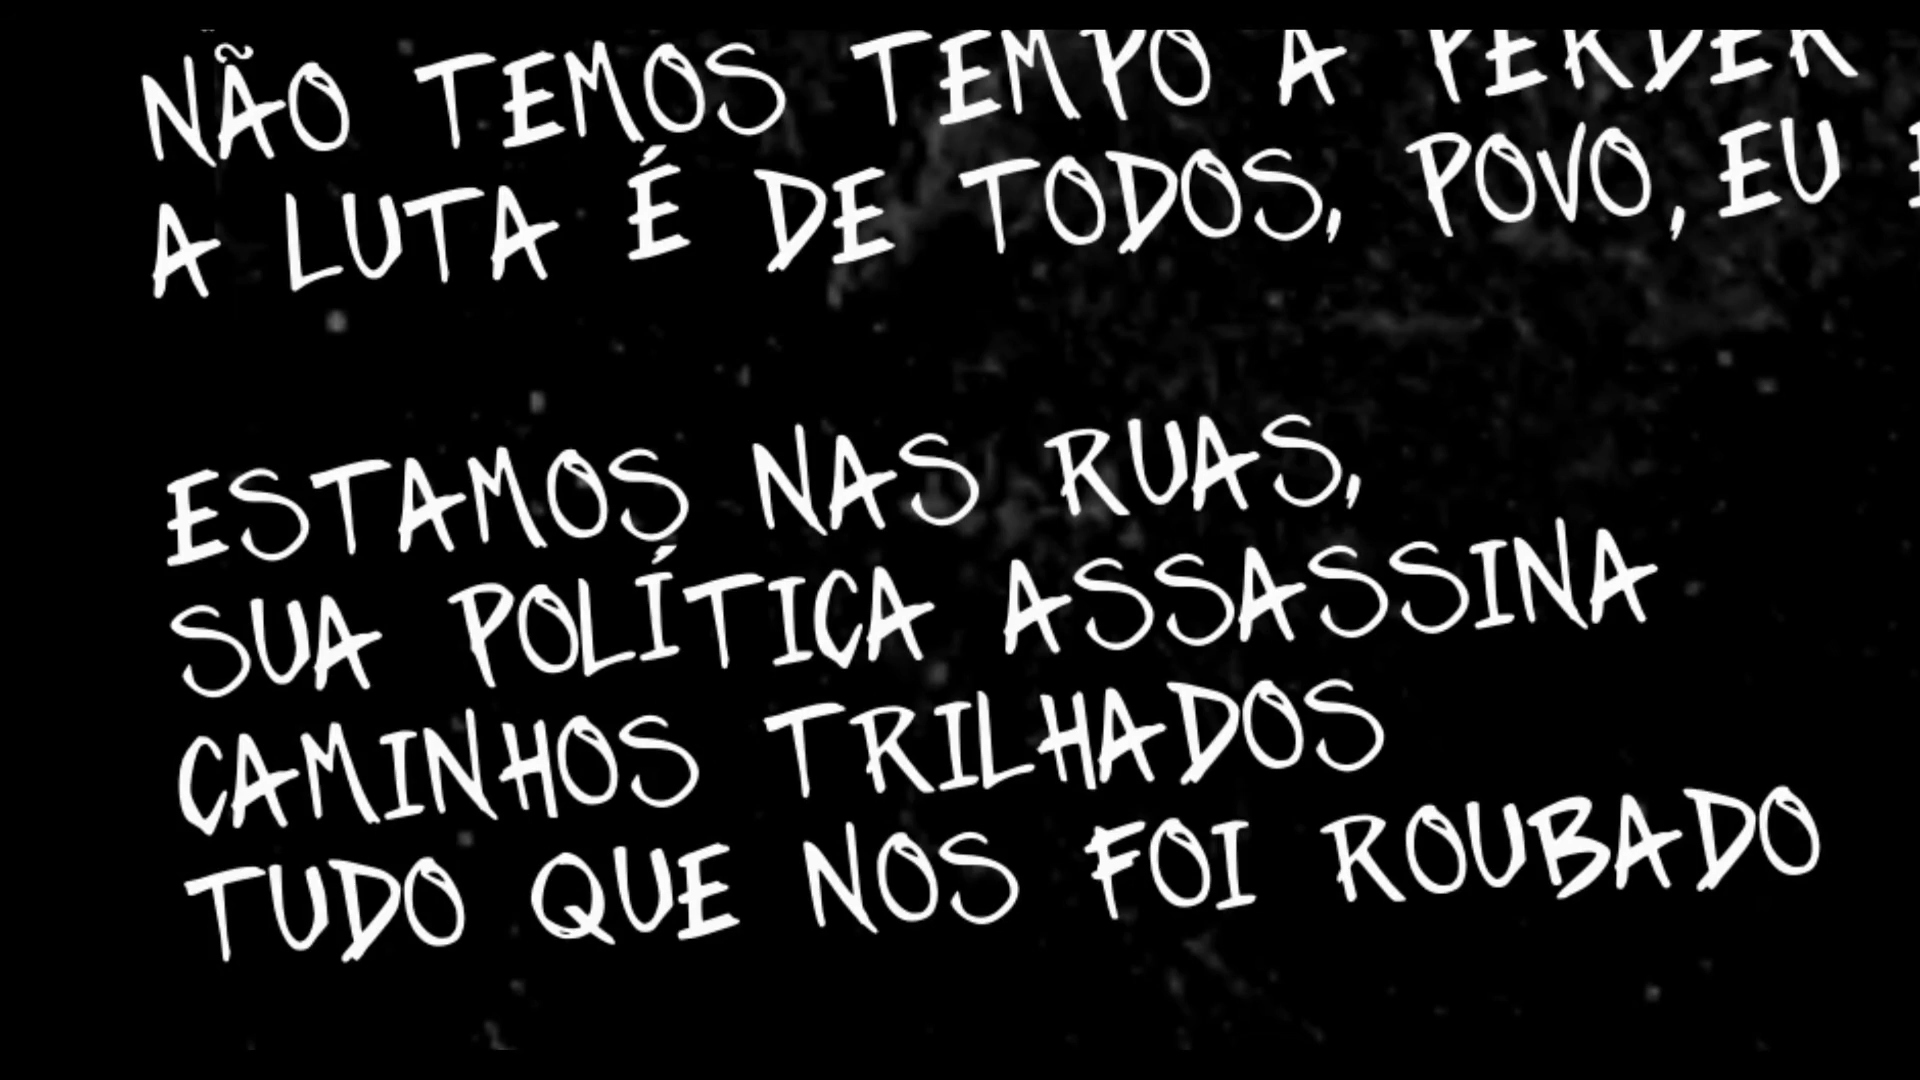 NÃO TEMOS TEMPO A PERDER
A LUTA É DE TODOS, POVO, EU
ESTAMOS NAS RUAS,
SUA POLÍTICA ASSASSINA
CAMINHOS TRILHADOS
TUDO QUE NOS FOI ROUBADO